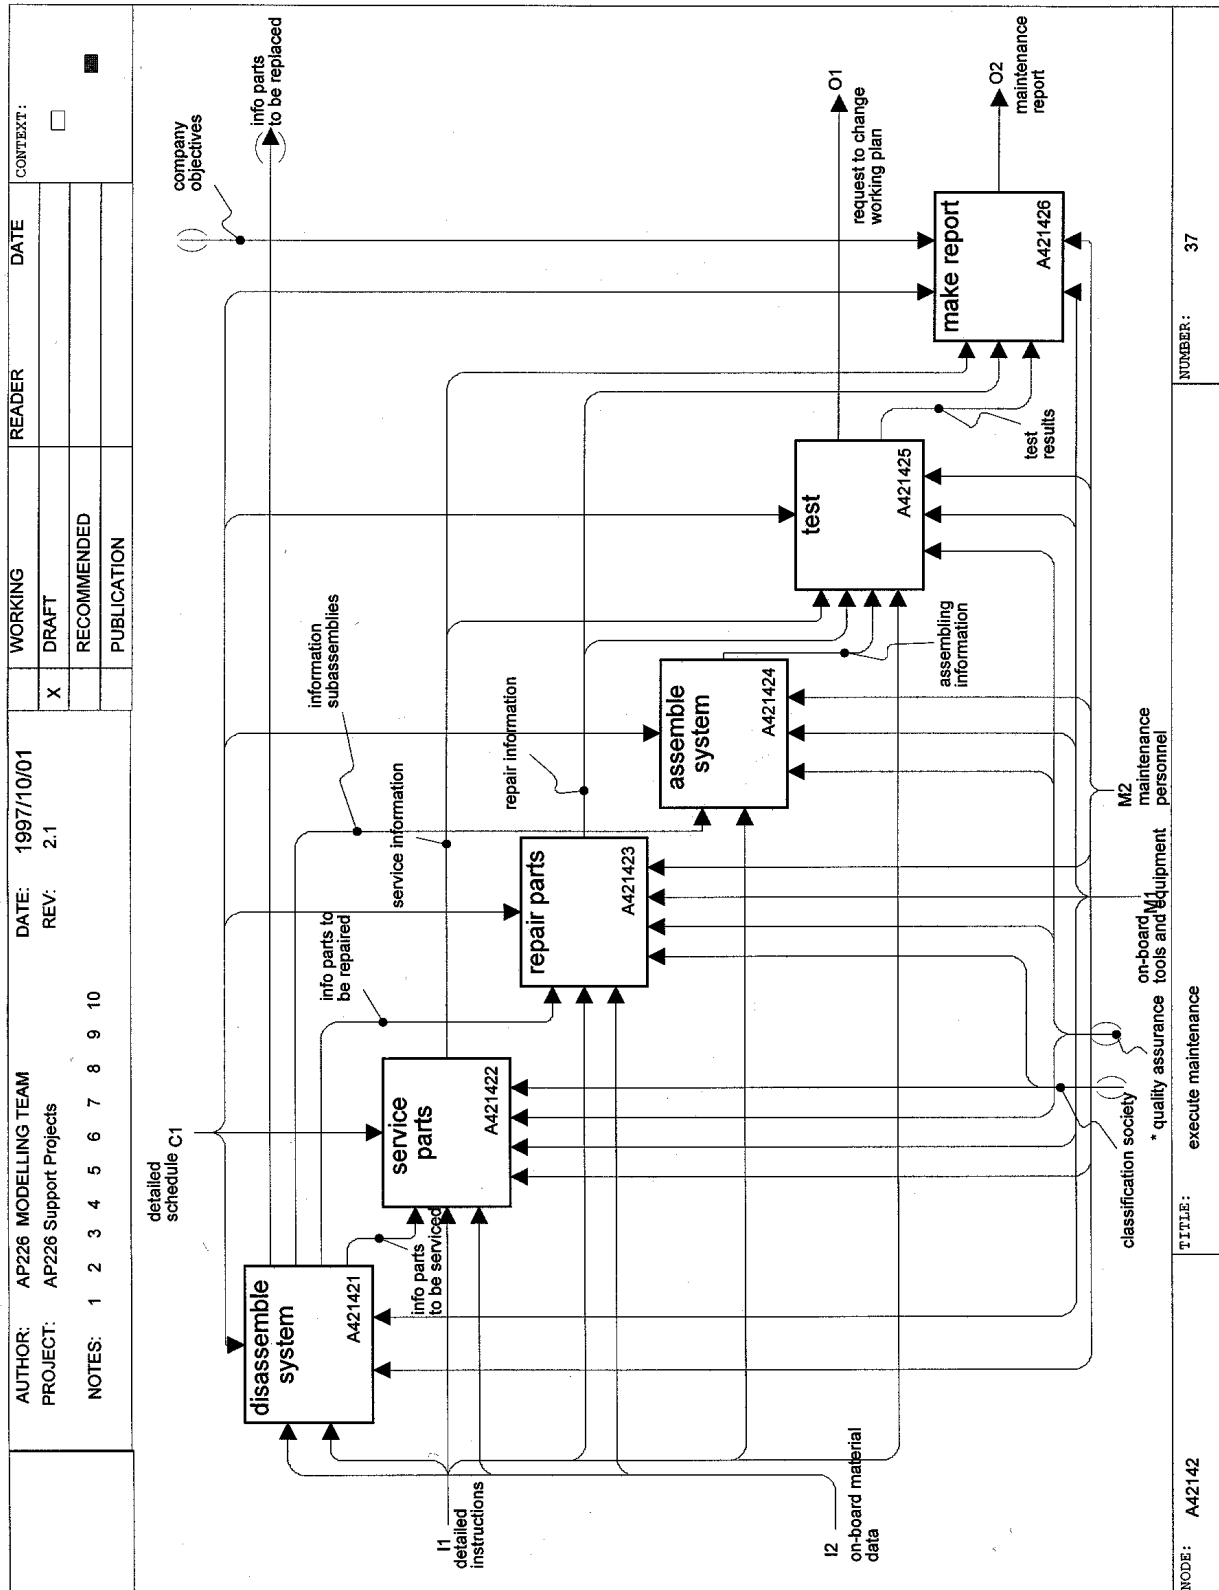 AUTHOR: AP226 MODELLING TEAM
DATE: 1997/10/01
WORKING
READER
DATE
CONTEXT:
PROJECT: AP226 Support Projects
REV: 2.1
X
DRAFT
RECOMMENDED
NOTES: 1 2 3 4 5 6 7 8 9 10
PUBLICATION
detailed
schedule C1
company
objectives
info parts
to be replaced
information
subassemblies
info parts to
be repaired
service information
repair information
disassemble
system
A421421
info parts
to be serviced
service
parts
A421422
repair parts
A421423
assemble
system
A421424
assembling
information
test
A421425
test
results
request to change
working plan
O1
make report
A421426
O2
maintenance
report
I1
detailed
instructions
I2
on-board material
data
classification society
* quality assurance
on-board M1
tools and equipment
M2
maintenance
personnel
NODE: A42142
TITLE: execute maintenance
NUMBER: 37